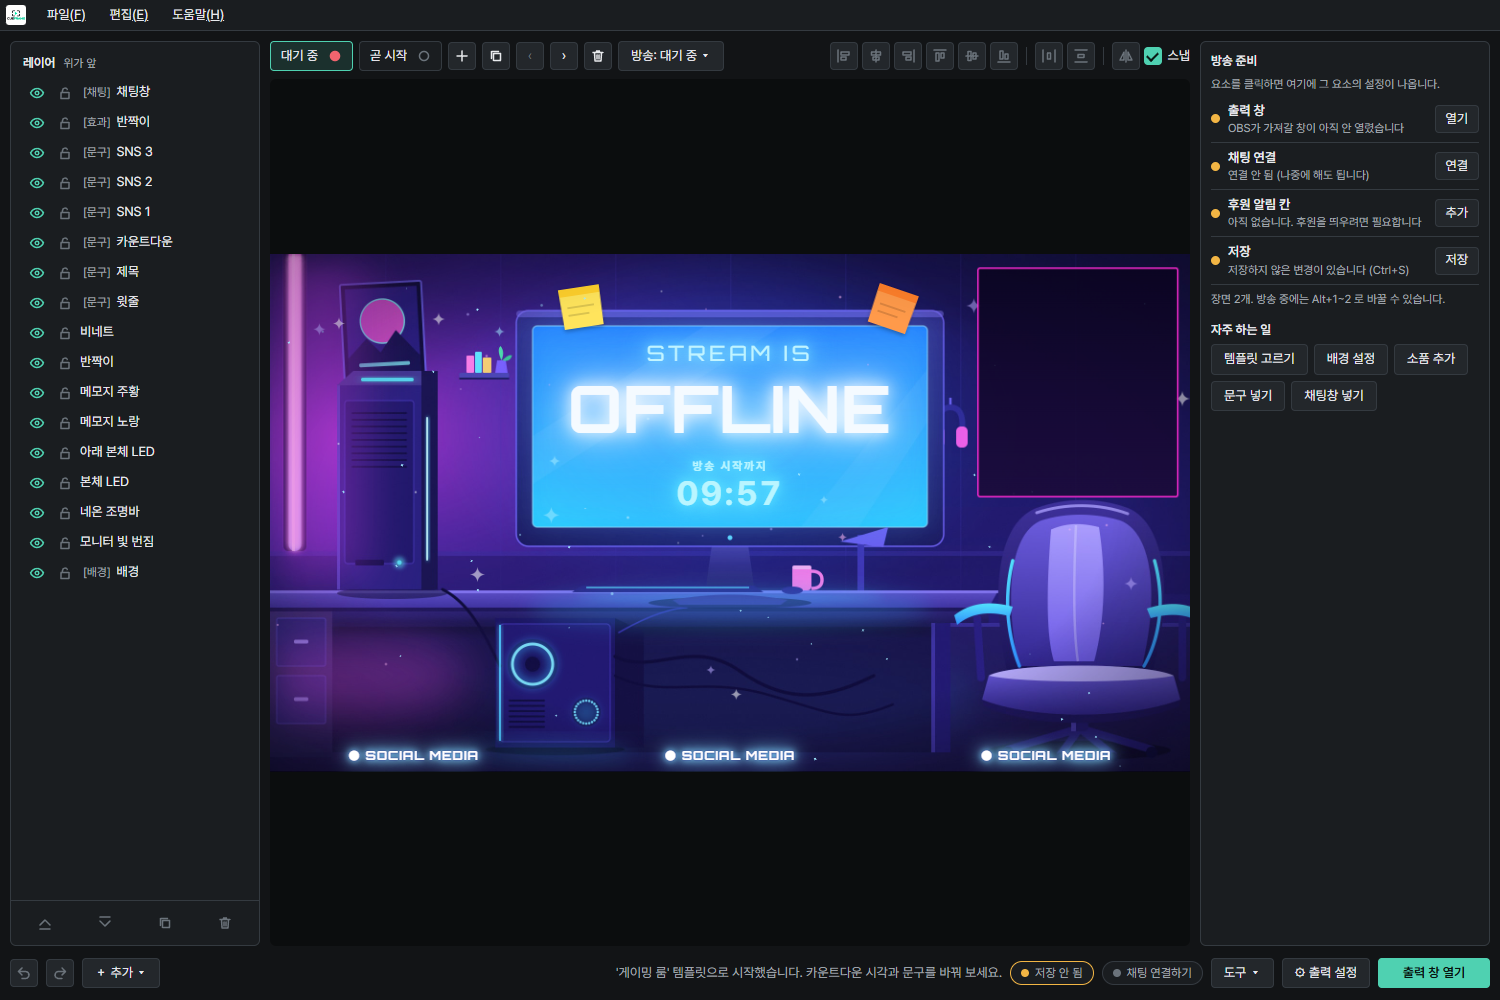 파일(F) 편집(E) 도움말(H)
레이어 위가 앞
[채팅] 채팅창
[효과] 반짝이
[문구] SNS 3
[문구] SNS 2
[문구] SNS 1
[문구] 카운트다운
[문구] 제목
[문구] 윗줄
비네트
반짝이
메모지 주황
메모지 노랑
아래 본체 LED
본체 LED
네온 조명바
모니터 빛 번짐
[배경] 배경
대기 중
곧 시작
방송: 대기 중
스냅
STREAM IS
OFFLINE
방송 시작까지
09:57
SOCIAL MEDIA
SOCIAL MEDIA
SOCIAL MEDIA
방송 준비
요소를 클릭하면 여기에 그 요소의 설정이 나옵니다.
출력 창
OBS가 가져갈 창이 아직 안 열렸습니다
열기
채팅 연결
연결 안 됨 (나중에 해도 됩니다)
연결
후원 알림 칸
아직 없습니다. 후원을 띄우려면 필요합니다
추가
저장
저장하지 않은 변경이 있습니다 (Ctrl+S)
저장
장면 2개. 방송 중에는 Alt+1~2 로 바꿀 수 있습니다.
자주 하는 일
템플릿 고르기
배경 설정
소품 추가
문구 넣기
채팅창 넣기
+ 추가
'게이밍 룸' 템플릿으로 시작했습니다. 카운트다운 시각과 문구를 바꿔 보세요.
저장 안 됨
채팅 연결하기
도구
출력 설정
출력 창 열기